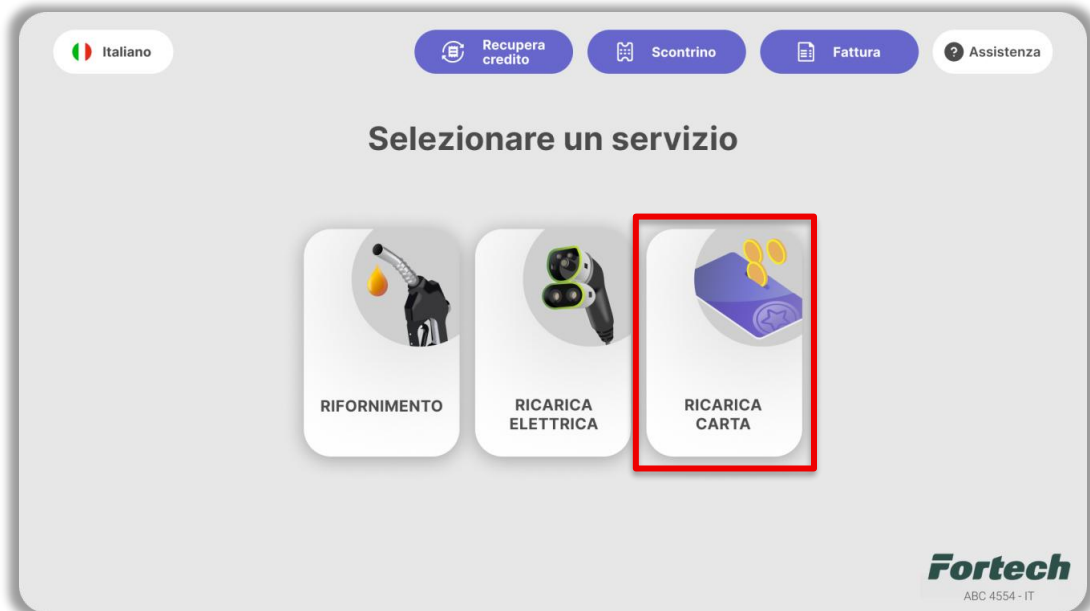 Italiano
Recupera
credito
Scontrino
Fattura
Assistenza
Selezionare un servizio
RIFORNIMENTO
RICARICA
ELETTRICA
RICARICA
CARTA
Fortech
ABC 4554 - IT